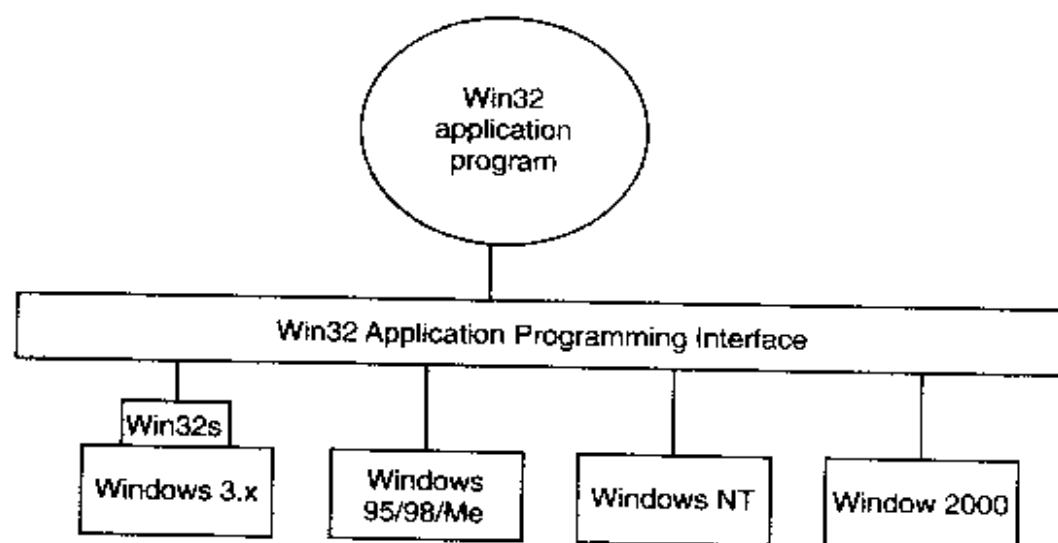 Win32
application
program
Win32 Application Programming Interface
Win32s
Windows 3.x
Windows
95/98/Me
Windows NT
Window 2000